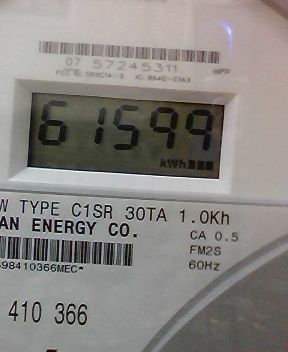 07 57245311
HPP
61599
kWh
W TYPE C1SR 30TA 1.0Kh
AN ENERGY CO.
CA 0.5
FM2S
60Hz
98410366MEC*
410 366